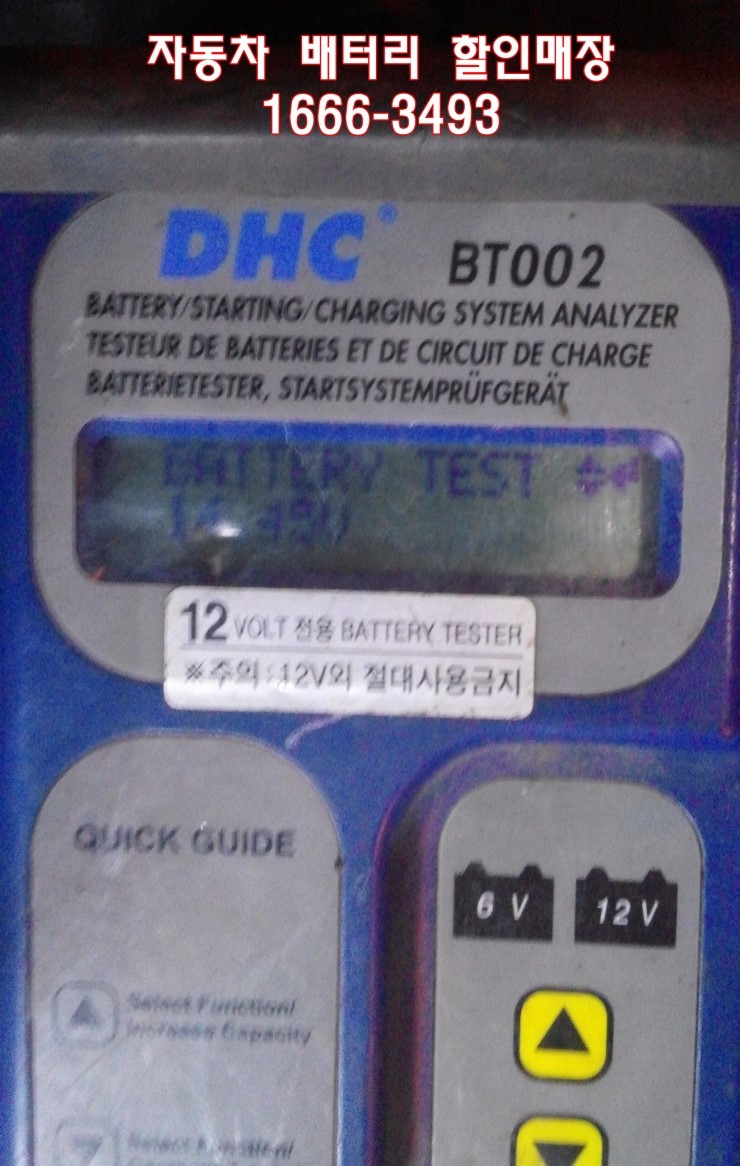 자동차 배터리 할인매장
1666-3493
DHC®
BT002
BATTERY/STARTING/CHARGING SYSTEM ANALYZER
TESTEUR DE BATTERIES ET DE CIRCUIT DE CHARGE
BATTERIETESTER, STARTSYSTEMPRÜFGERÄT
BATTERY TEST
12 VOLT 전용 BATTERY TESTER
※주의 : 12V외 절대사용금지
QUICK GUIDE
6 V
12 V
Select Function/
Increase Capacity
Select Function/